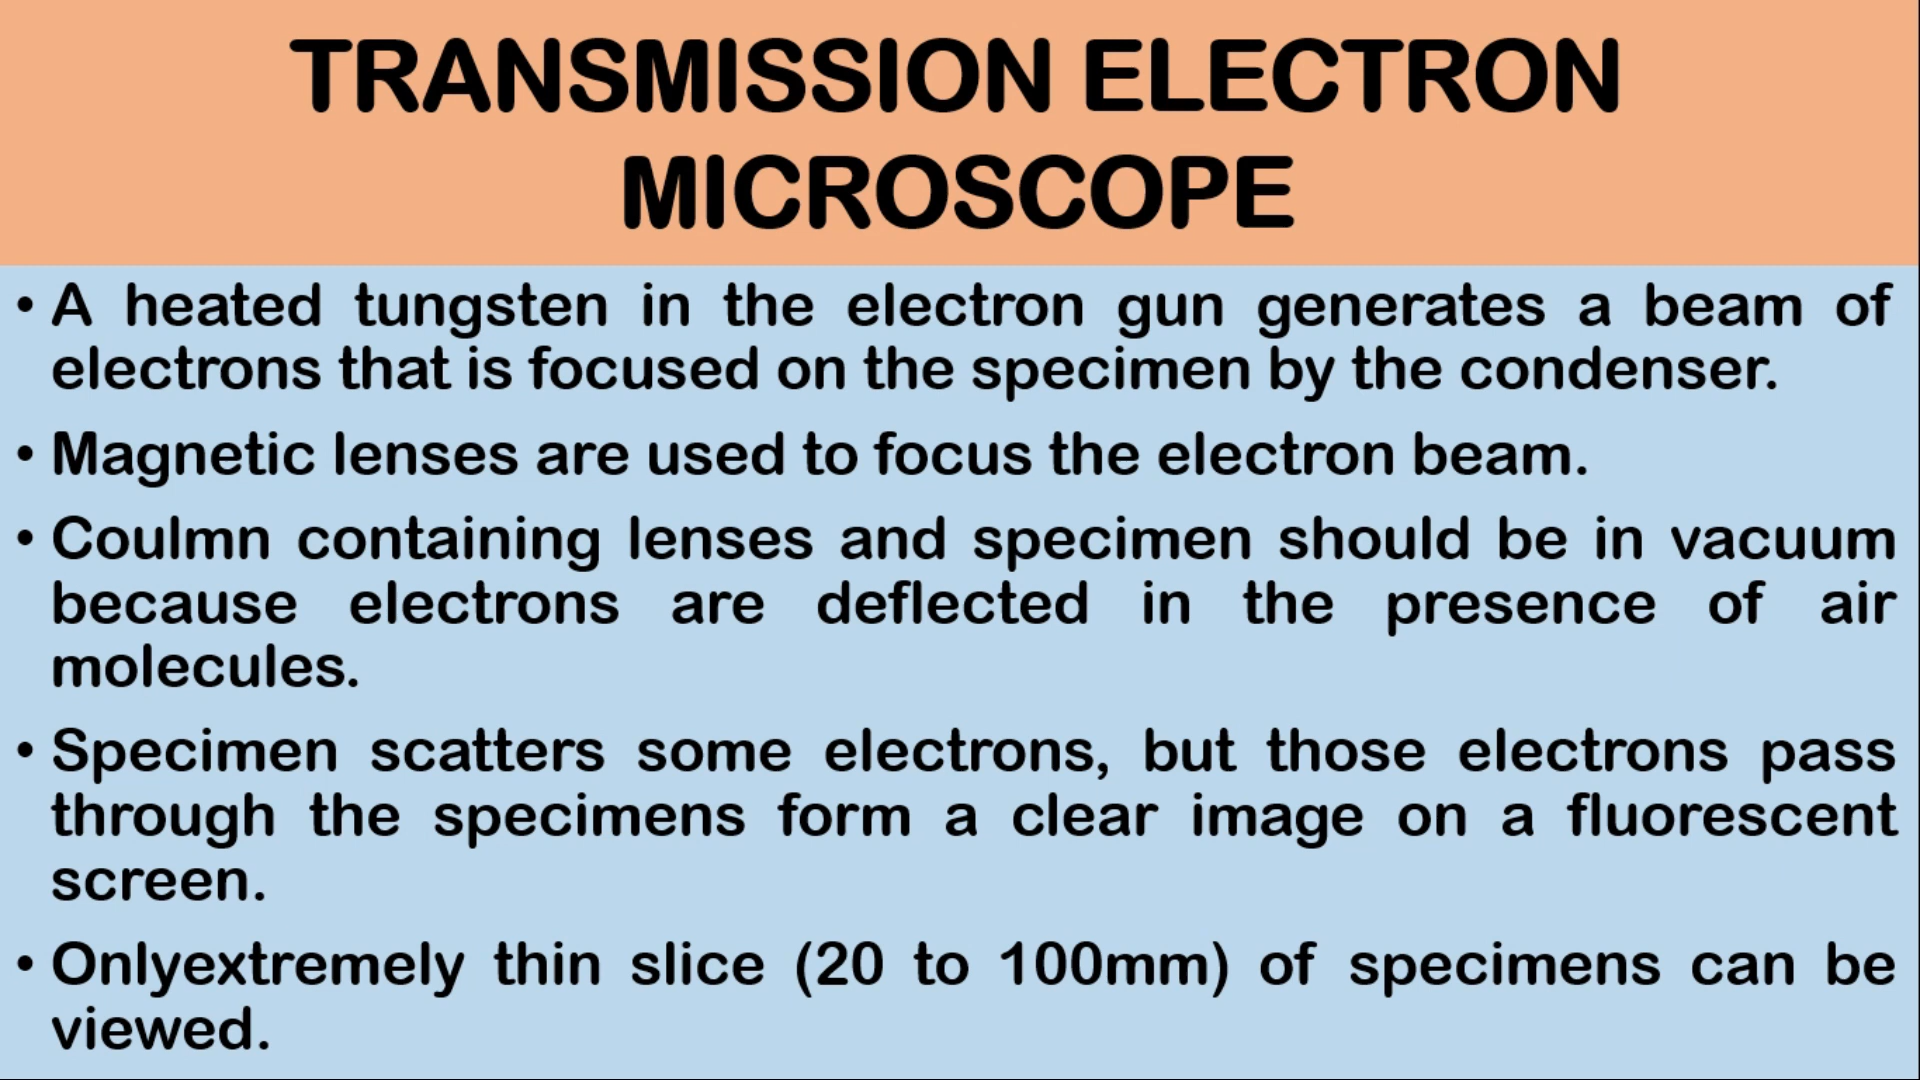 TRANSMISSION ELECTRON
MICROSCOPE
• A heated tungsten in the electron gun generates a beam of
electrons that is focused on the specimen by the condenser.
• Magnetic lenses are used to focus the electron beam.
• Coulmn containing lenses and specimen should be in vacuum
because electrons are deflected in the presence of air
molecules.
• Specimen scatters some electrons, but those electrons pass
through the specimens form a clear image on a fluorescent
screen.
• Onlyextremely thin slice (20 to 100mm) of specimens can be
viewed.